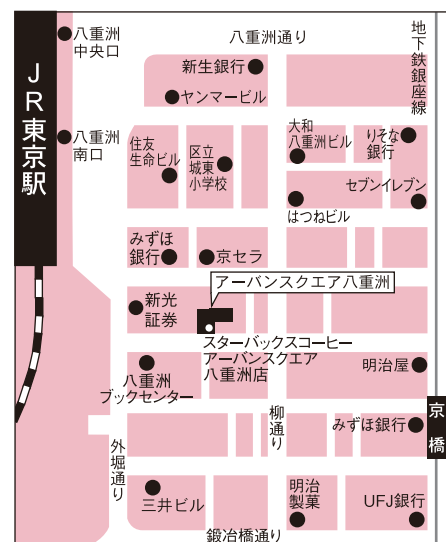 八重洲
中央口
八重洲通り
新生銀行
ヤンマービル
地下鉄銀座線
JR東京駅
八重洲
南口
住友
生命ビル
区立
城東
小学校
大和
八重洲ビル
りそな
銀行
セブンイレブン
はつねビル
みずほ
銀行
京セラ
アーバンスクエア八重洲
新光
証券
スターバックスコーヒー
アーバンスクエア
八重洲店
八重洲
ブックセンター
明治屋
京橋
外堀通り
柳通り
みずほ銀行
三井ビル
明治
製菓
UFJ銀行
鍛冶橋通り